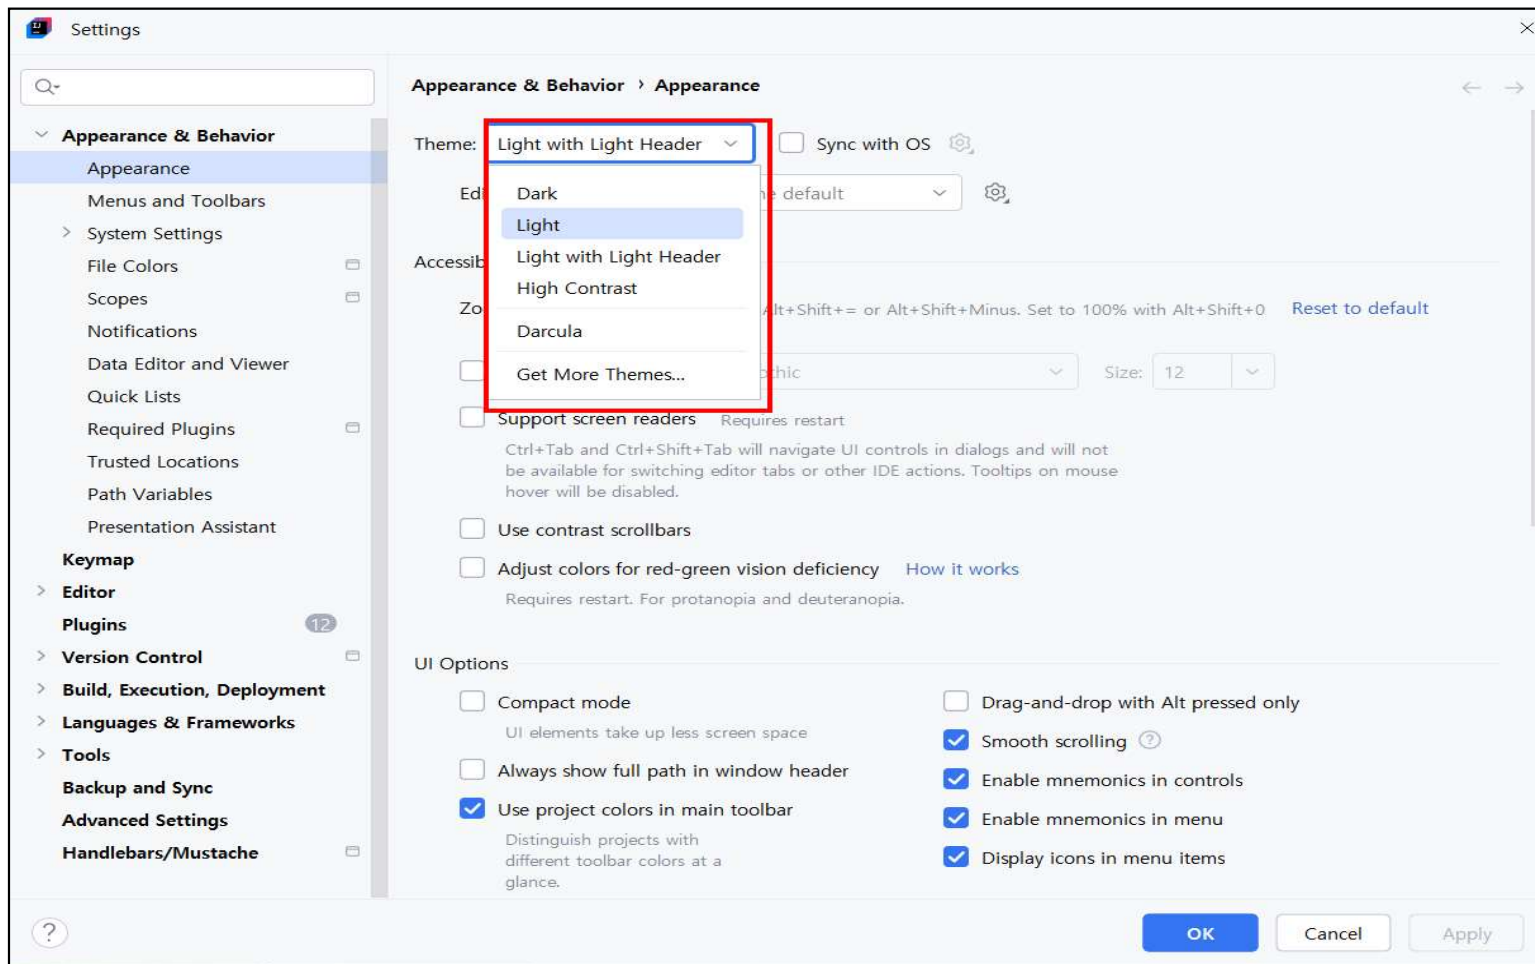 Settings
Appearance & Behavior › Appearance
Appearance & Behavior
Appearance
Menus and Toolbars
System Settings
File Colors
Scopes
Notifications
Data Editor and Viewer
Quick Lists
Required Plugins
Trusted Locations
Path Variables
Presentation Assistant
Keymap
Editor
Plugins 12
Version Control
Build, Execution, Deployment
Languages & Frameworks
Tools
Backup and Sync
Advanced Settings
Handlebars/Mustache
Theme: Light with Light Header Sync with OS
default
Dark
Light
Light with Light Header
High Contrast
Darcula
Get More Themes...
Alt+Shift+= or Alt+Shift+Minus. Set to 100% with Alt+Shift+0 Reset to default
Size: 12
Support screen readers Requires restart
Ctrl+Tab and Ctrl+Shift+Tab will navigate UI controls in dialogs and will not
be available for switching editor tabs or other IDE actions. Tooltips on mouse
hover will be disabled.
Use contrast scrollbars
Adjust colors for red-green vision deficiency How it works
Requires restart. For protanopia and deuteranopia.
UI Options
Compact mode
UI elements take up less screen space
Always show full path in window header
Use project colors in main toolbar
Distinguish projects with
different toolbar colors at a
glance.
Drag-and-drop with Alt pressed only
Smooth scrolling ?
Enable mnemonics in controls
Enable mnemonics in menu
Display icons in menu items
? OK Cancel Apply